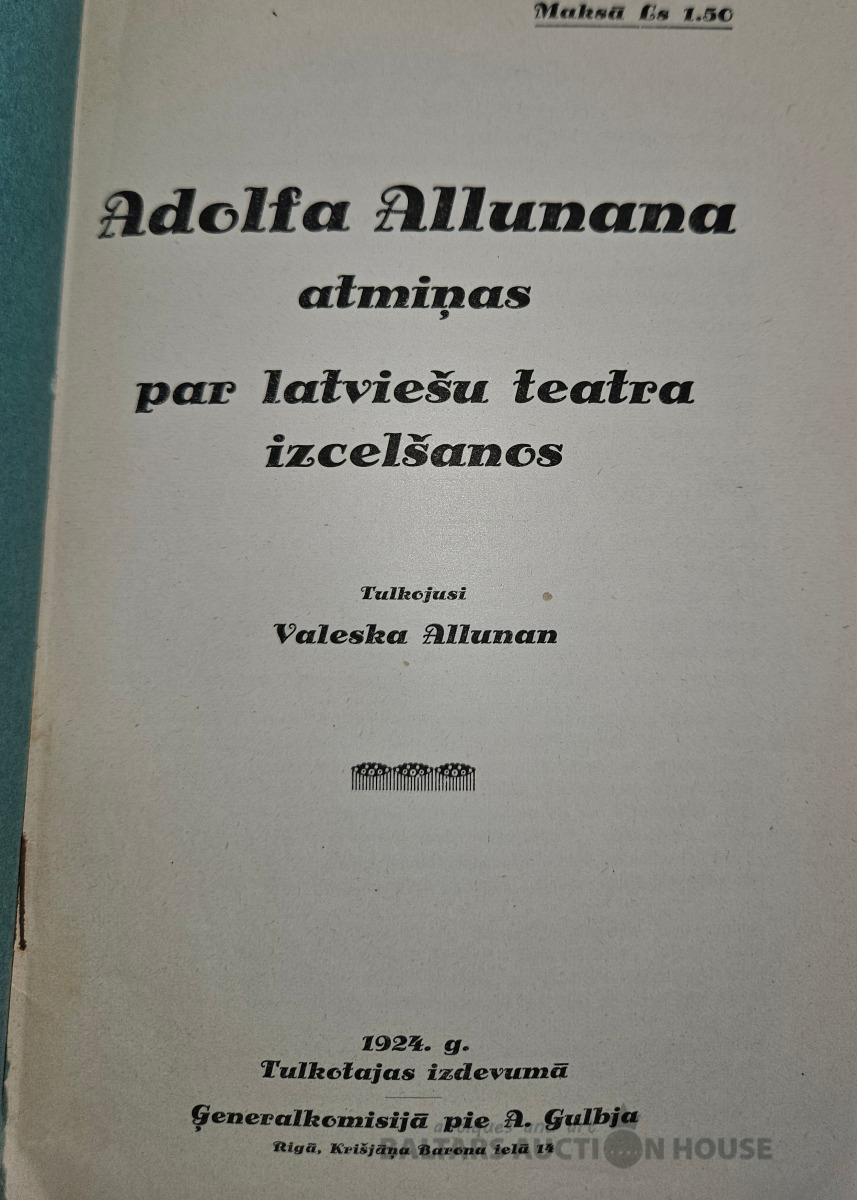 Maksā Ls 1.50
Adolfa Allunana
atmiņas
par latviešu teatra
izcelšanos
Tulkojusi
Valeska Allunan
1924. g.
Tulkotajas izdevumā
Ģeneralkomisijā pie A. Gulbja
Rigā, Krišjāņa Barona ielā 14
BALTARS AUCTION HOUSE